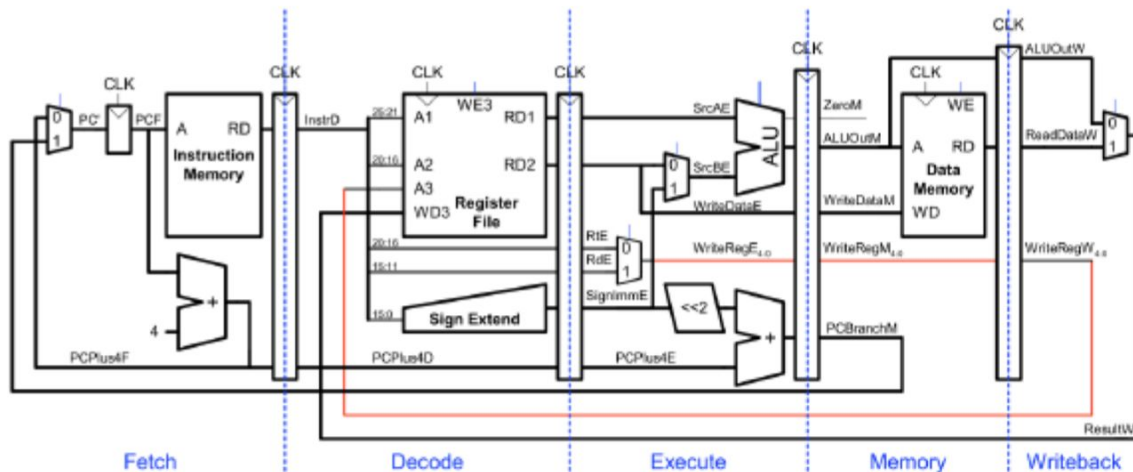 CLK
CLK
CLK
CLK
CLK
CLK
CLK
ALUOutW
0
1
PC'
PCF
A
RD
Instruction
Memory
InstrD
25:21
A1
WE3
RD1
20:16
A2
RD2
A3
WD3
Register
File
SrcAE
0
1
SrcBE
ALU
ZeroM
ALUOutM
WE
A
RD
Data
Memory
WD
ReadDataW
0
1
WriteDataE
WriteDataM
20:16
RtE
0
15:11
RdE
1
WriteRegE4:0
WriteRegM4:0
WriteRegW4:0
+
4
15:0
Sign Extend
SignImmE
<<2
+
PCBranchM
PCPlus4F
PCPlus4D
PCPlus4E
ResultW
Fetch
Decode
Execute
Memory
Writeback